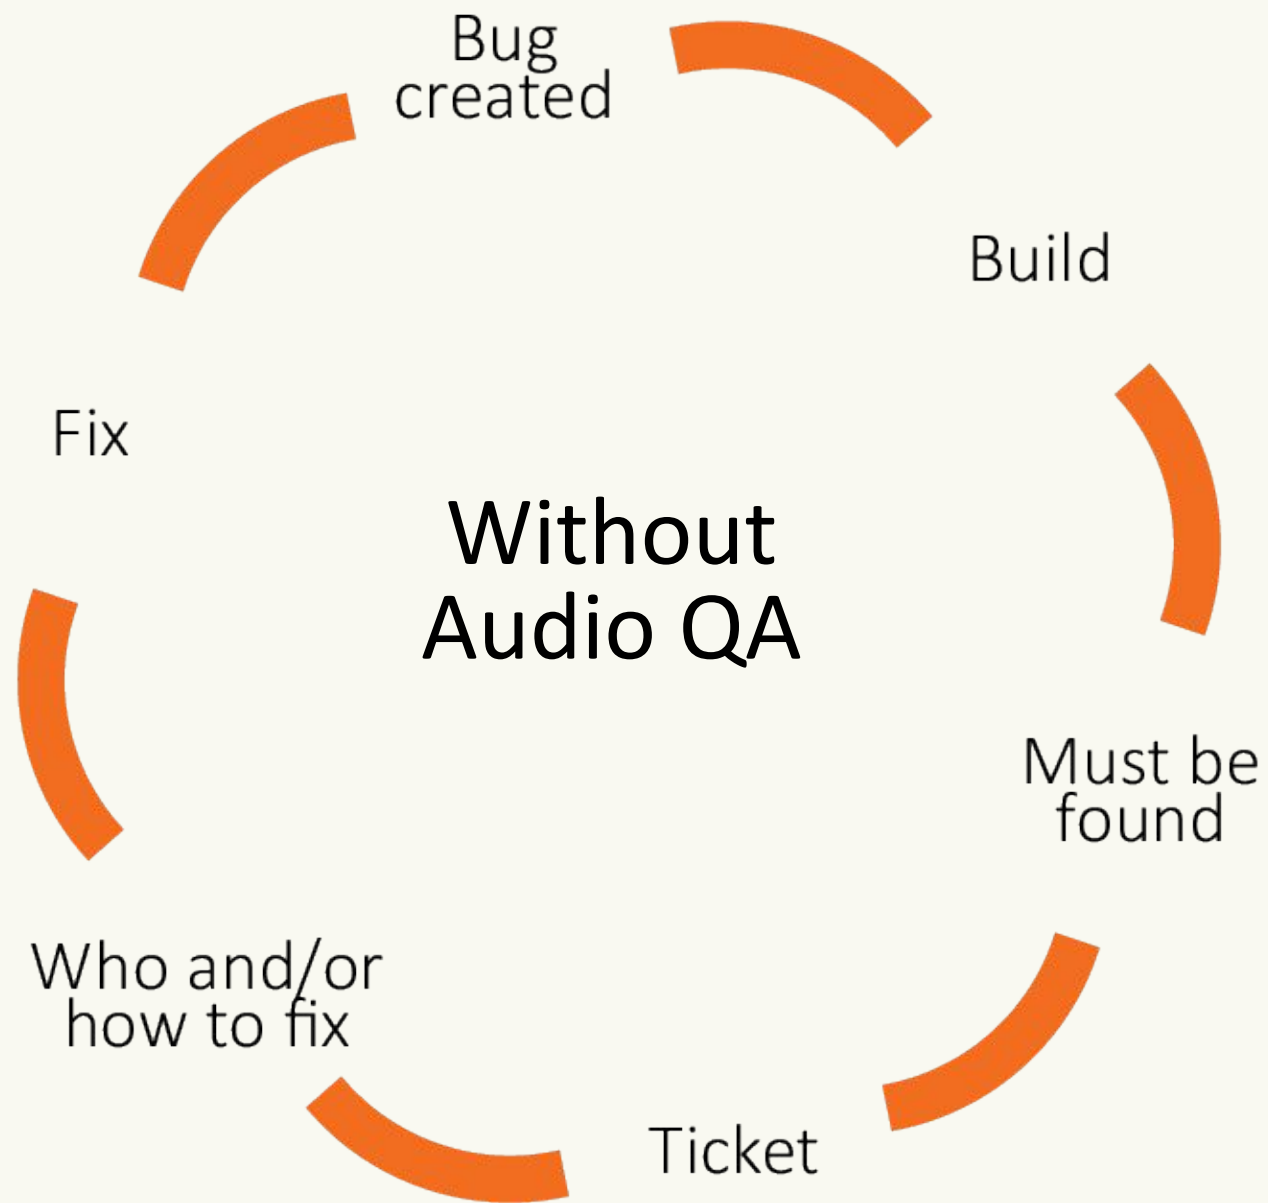 Bug
created
Build
Must be
found
Ticket
Who and/or
how to fix
Fix
Without
Audio QA